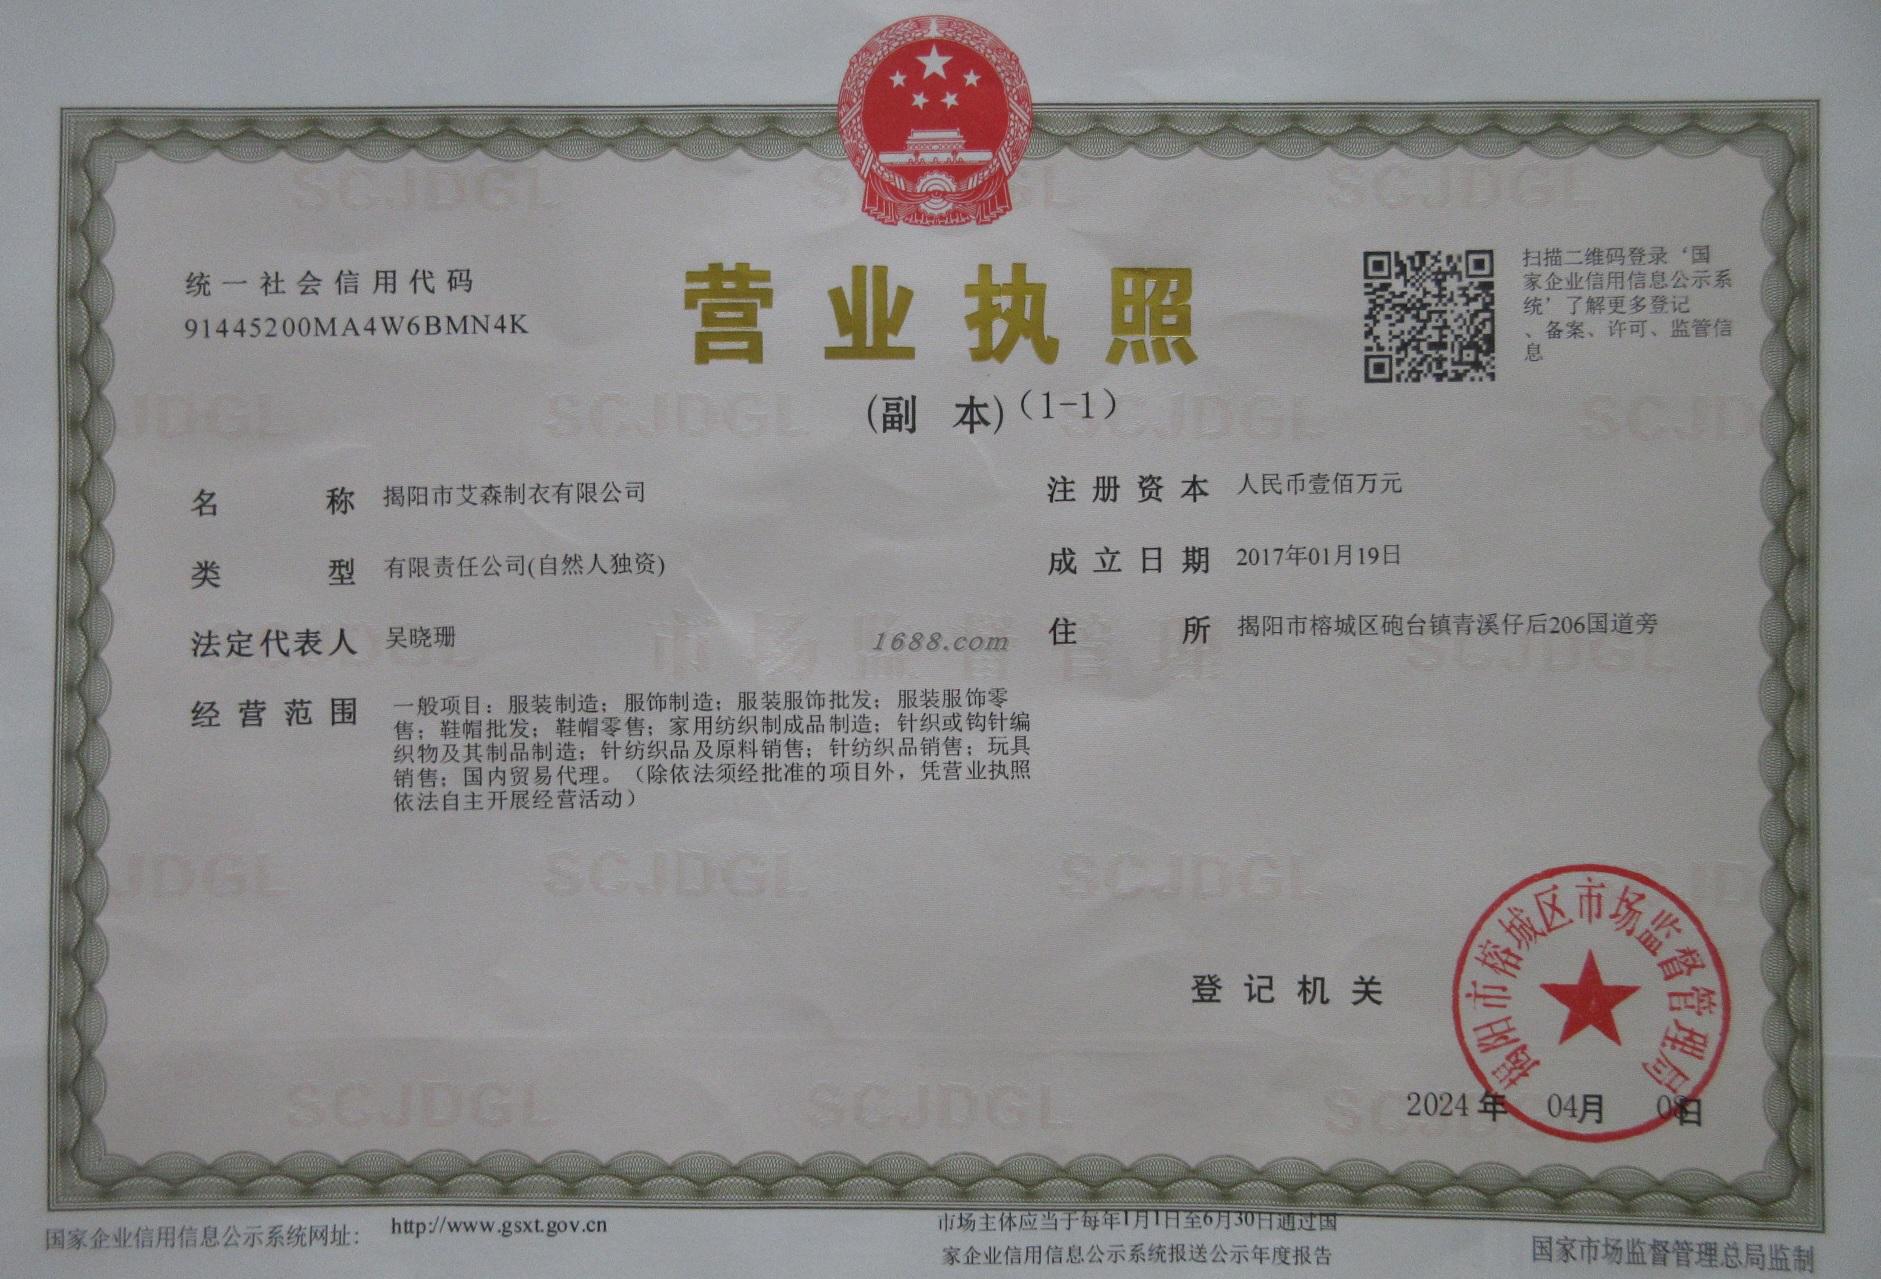 统一社会信用代码
91445200MA4W6BMN4K
营业执照
(副 本)（1-1）
扫描二维码登录‘国
家企业信用信息公示系
统’了解更多登记
、备案、许可、监管信
息
名 称 揭阳市艾森制衣有限公司
类 型 有限责任公司(自然人独资)
法定代表人 吴晓珊
经营范围 一般项目：服装制造；服饰制造；服装服饰批发；服装服饰零
售；鞋帽批发；鞋帽零售；家用纺织制成品制造；针织或钩针编
织物及其制品制造；针纺织品及原料销售；针纺织品销售；玩具
销售；国内贸易代理。（除依法须经批准的项目外，凭营业执照
依法自主开展经营活动）
注册资本 人民币壹佰万元
成立日期 2017年01月19日
住 所 揭阳市榕城区砲台镇青溪仔后206国道旁
1688.com
市场监督管理
SCJDGL
登记机关
揭阳市榕城区市场监督管理局
2024年 04月 08日
国家企业信用信息公示系统网址： http://www.gsxt.gov.cn
市场主体应当于每年1月1日至6月30日通过国
家企业信用信息公示系统报送公示年度报告
国家市场监督管理总局监制